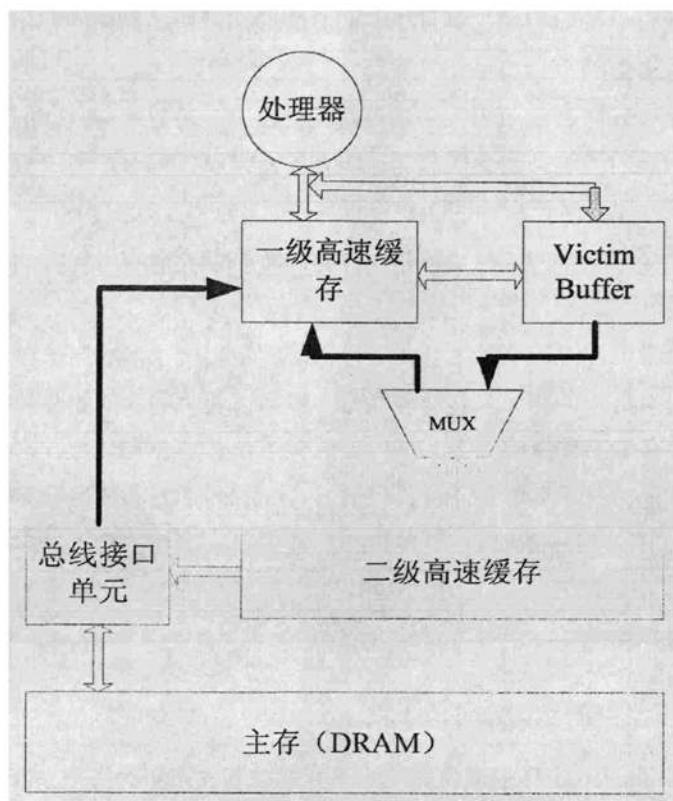 处理器
一级高速缓
存
Victim
Buffer
MUX
总线接口
单元
二级高速缓存
主存（DRAM）